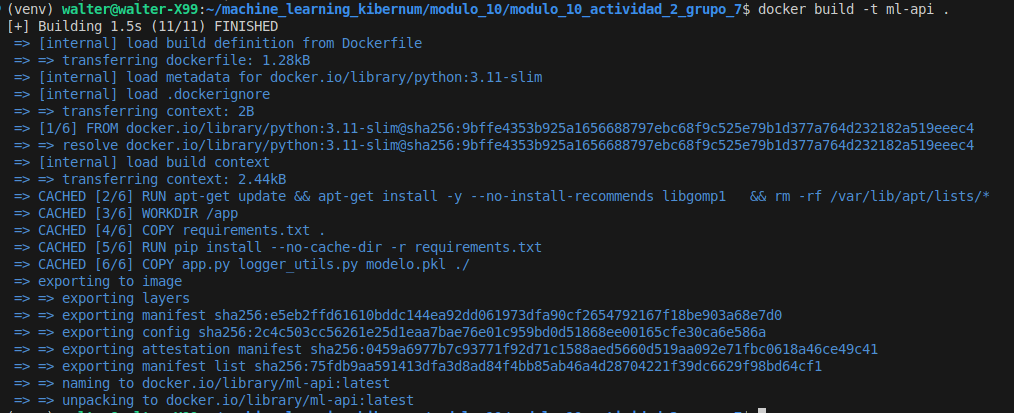 (venv) walter@walter-X99:~/machine_learning_kibernum/modulo_10/modulo_10_actividad_2_grupo_7$ docker build -t ml-api .
[+] Building 1.5s (11/11) FINISHED
=> [internal] load build definition from Dockerfile
=> => transferring dockerfile: 1.28kB
=> [internal] load metadata for docker.io/library/python:3.11-slim
=> [internal] load .dockerignore
=> => transferring context: 2B
=> [1/6] FROM docker.io/library/python:3.11-slim@sha256:9bffe4353b925a1656688797ebc68f9c525e79b1d377a764d232182a519eeec4
=> => resolve docker.io/library/python:3.11-slim@sha256:9bffe4353b925a1656688797ebc68f9c525e79b1d377a764d232182a519eeec4
=> [internal] load build context
=> => transferring context: 2.44kB
=> CACHED [2/6] RUN apt-get update && apt-get install -y --no-install-recommends libgomp1   && rm -rf /var/lib/apt/lists/*
=> CACHED [3/6] WORKDIR /app
=> CACHED [4/6] COPY requirements.txt .
=> CACHED [5/6] RUN pip install --no-cache-dir -r requirements.txt
=> CACHED [6/6] COPY app.py logger_utils.py modelo.pkl ./
=> exporting to image
=> => exporting layers
=> => exporting manifest sha256:e5eb2ffd61610bddc144ea92dd061973dfa90cf2654792167f18be903a68e7d0
=> => exporting config sha256:2c4c503cc56261e25d1eaa7bae76e01c959bd0d51868ee00165cfe30ca6e586a
=> => exporting attestation manifest sha256:0459a6977b7c93771f92d71c1588aed5660d519aa092e71fbc0618a46ce49c41
=> => exporting manifest list sha256:75fdb9aa591413dfa3d8ad84f4bb85ab46a4d28704221f39dc6629f98bd64cf1
=> => naming to docker.io/library/ml-api:latest
=> => unpacking to docker.io/library/ml-api:latest